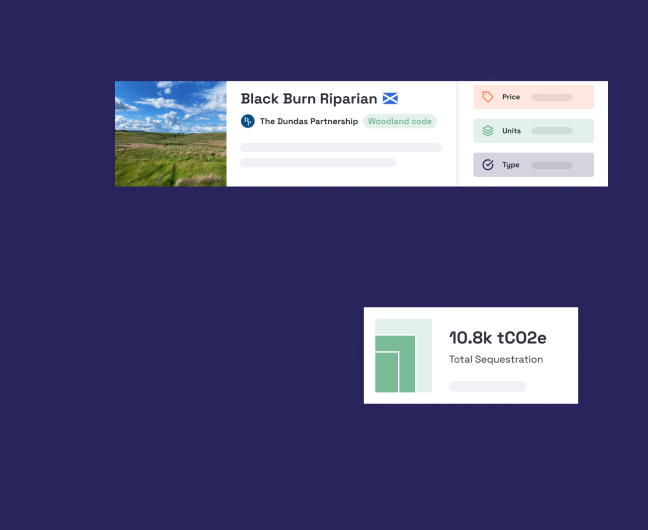 Black Burn Riparian
The Dundas Partnership Woodland code
Price
Units
Type
10.8k tCO2e
Total Sequestration